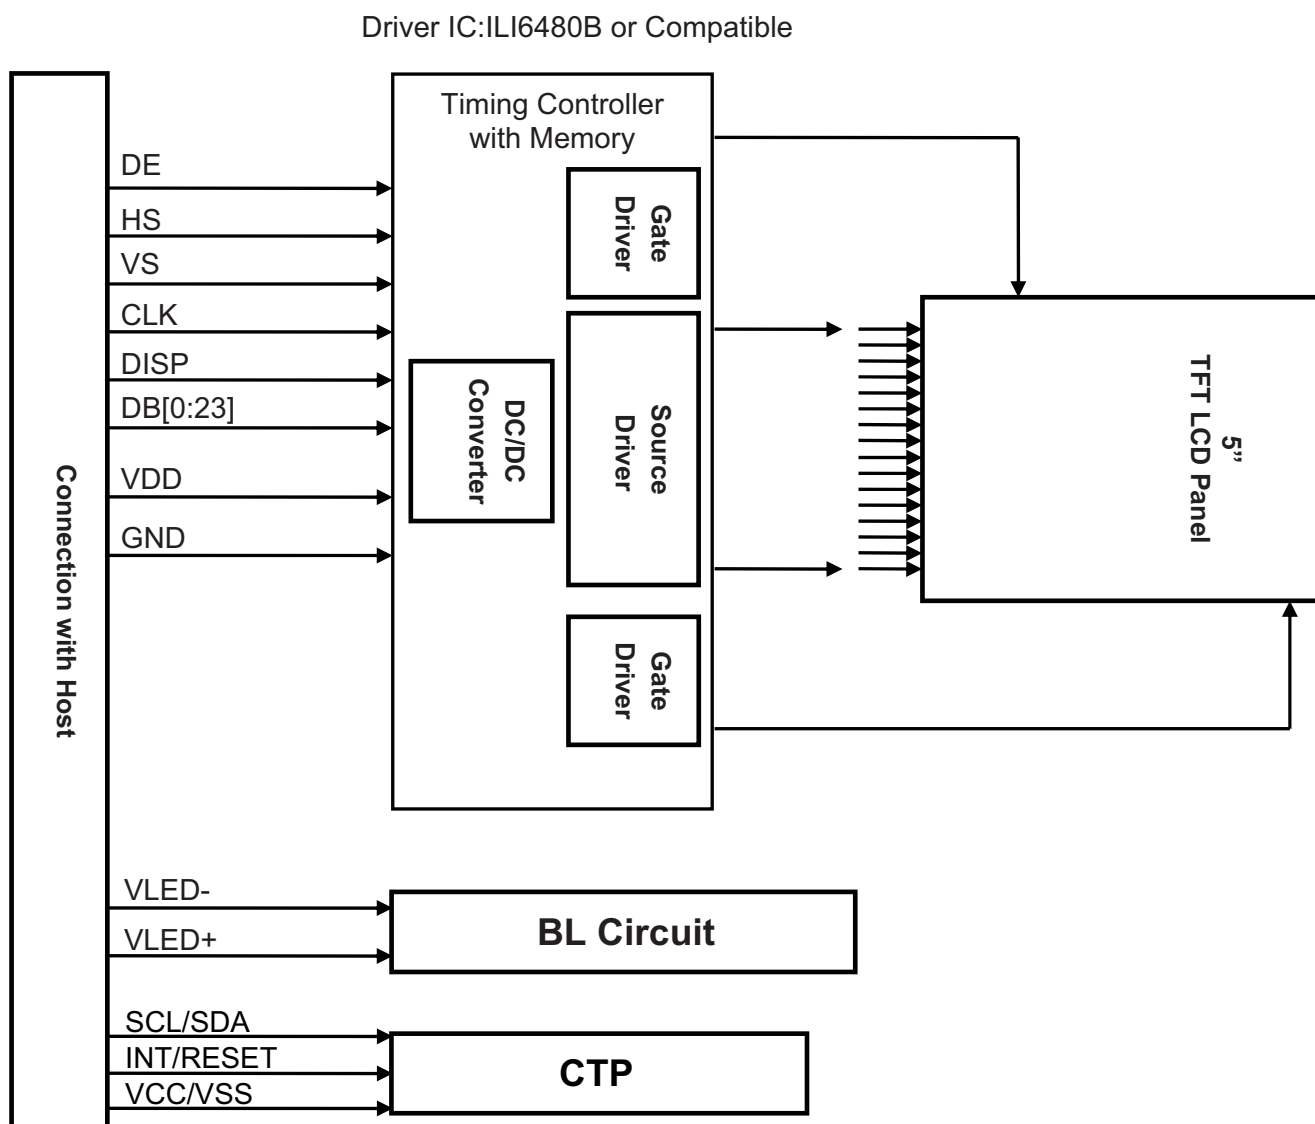 Driver IC:ILI6480B or Compatible
Timing Controller
with Memory
DE
HS
VS
CLK
DISP
DB[0:23]
VDD
GND
Connection with Host
Gate
Driver
DC/DC
Converter
Source
Driver
Gate
Driver
5”
TFT LCD Panel
VLED-
VLED+
BL Circuit
SCL/SDA
INT/RESET
VCC/VSS
CTP